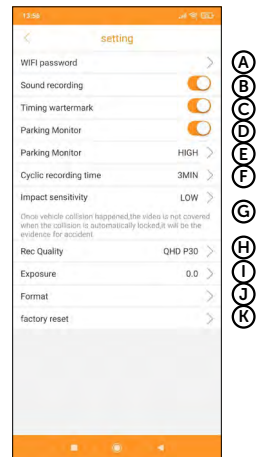 13:56
setting
WIFI password
A
Sound recording
B
Timing wartermark
C
Parking Monitor
D
Parking Monitor HIGH
E
Cyclic recording time 3MIN
F
Impact sensitivity LOW
G
Once vehicle collision happened,the video is not covered
when the collision is automatically locked,it will be the
evidence for accident
Rec Quality QHD P30
H
Exposure 0.0
I
Format
J
factory reset
K